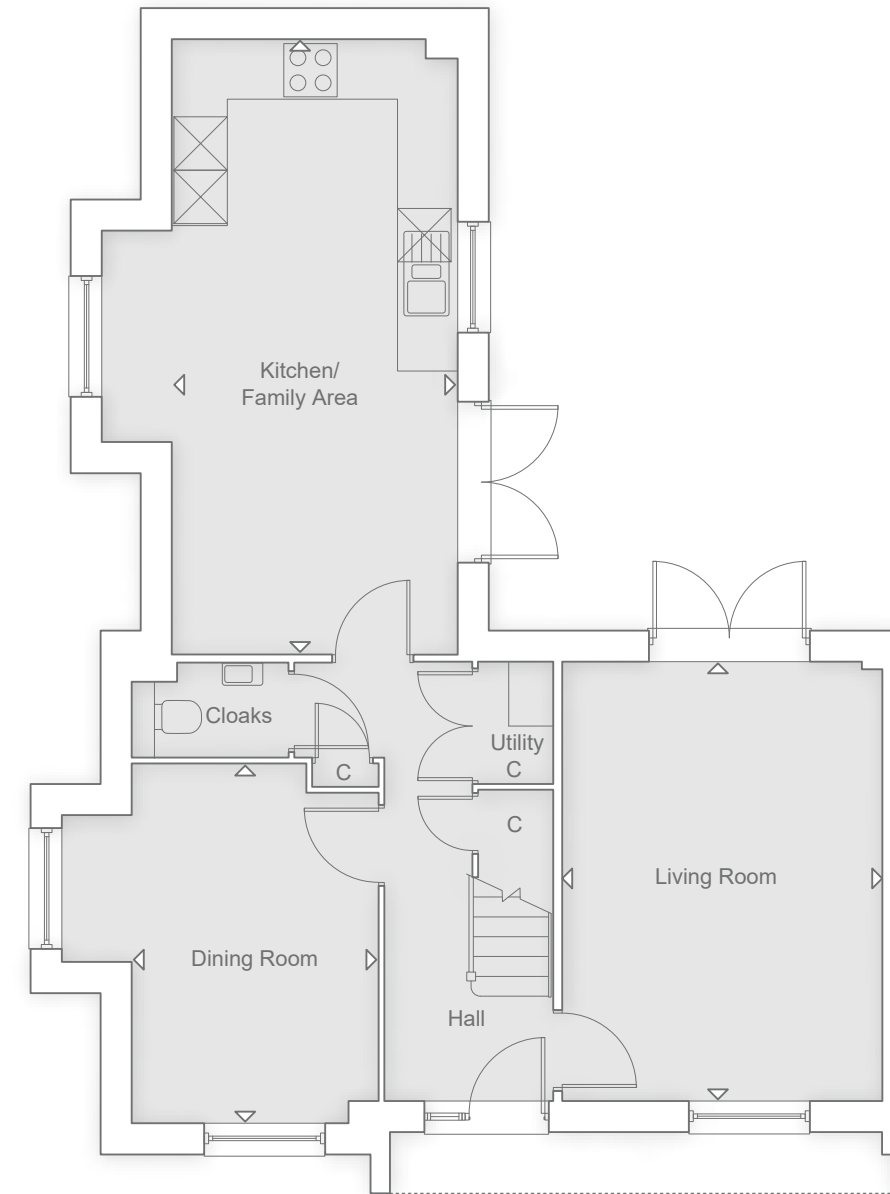 Kitchen/
Family Area
Cloaks
Utility
C
C
C
Living Room
Dining Room
Hall